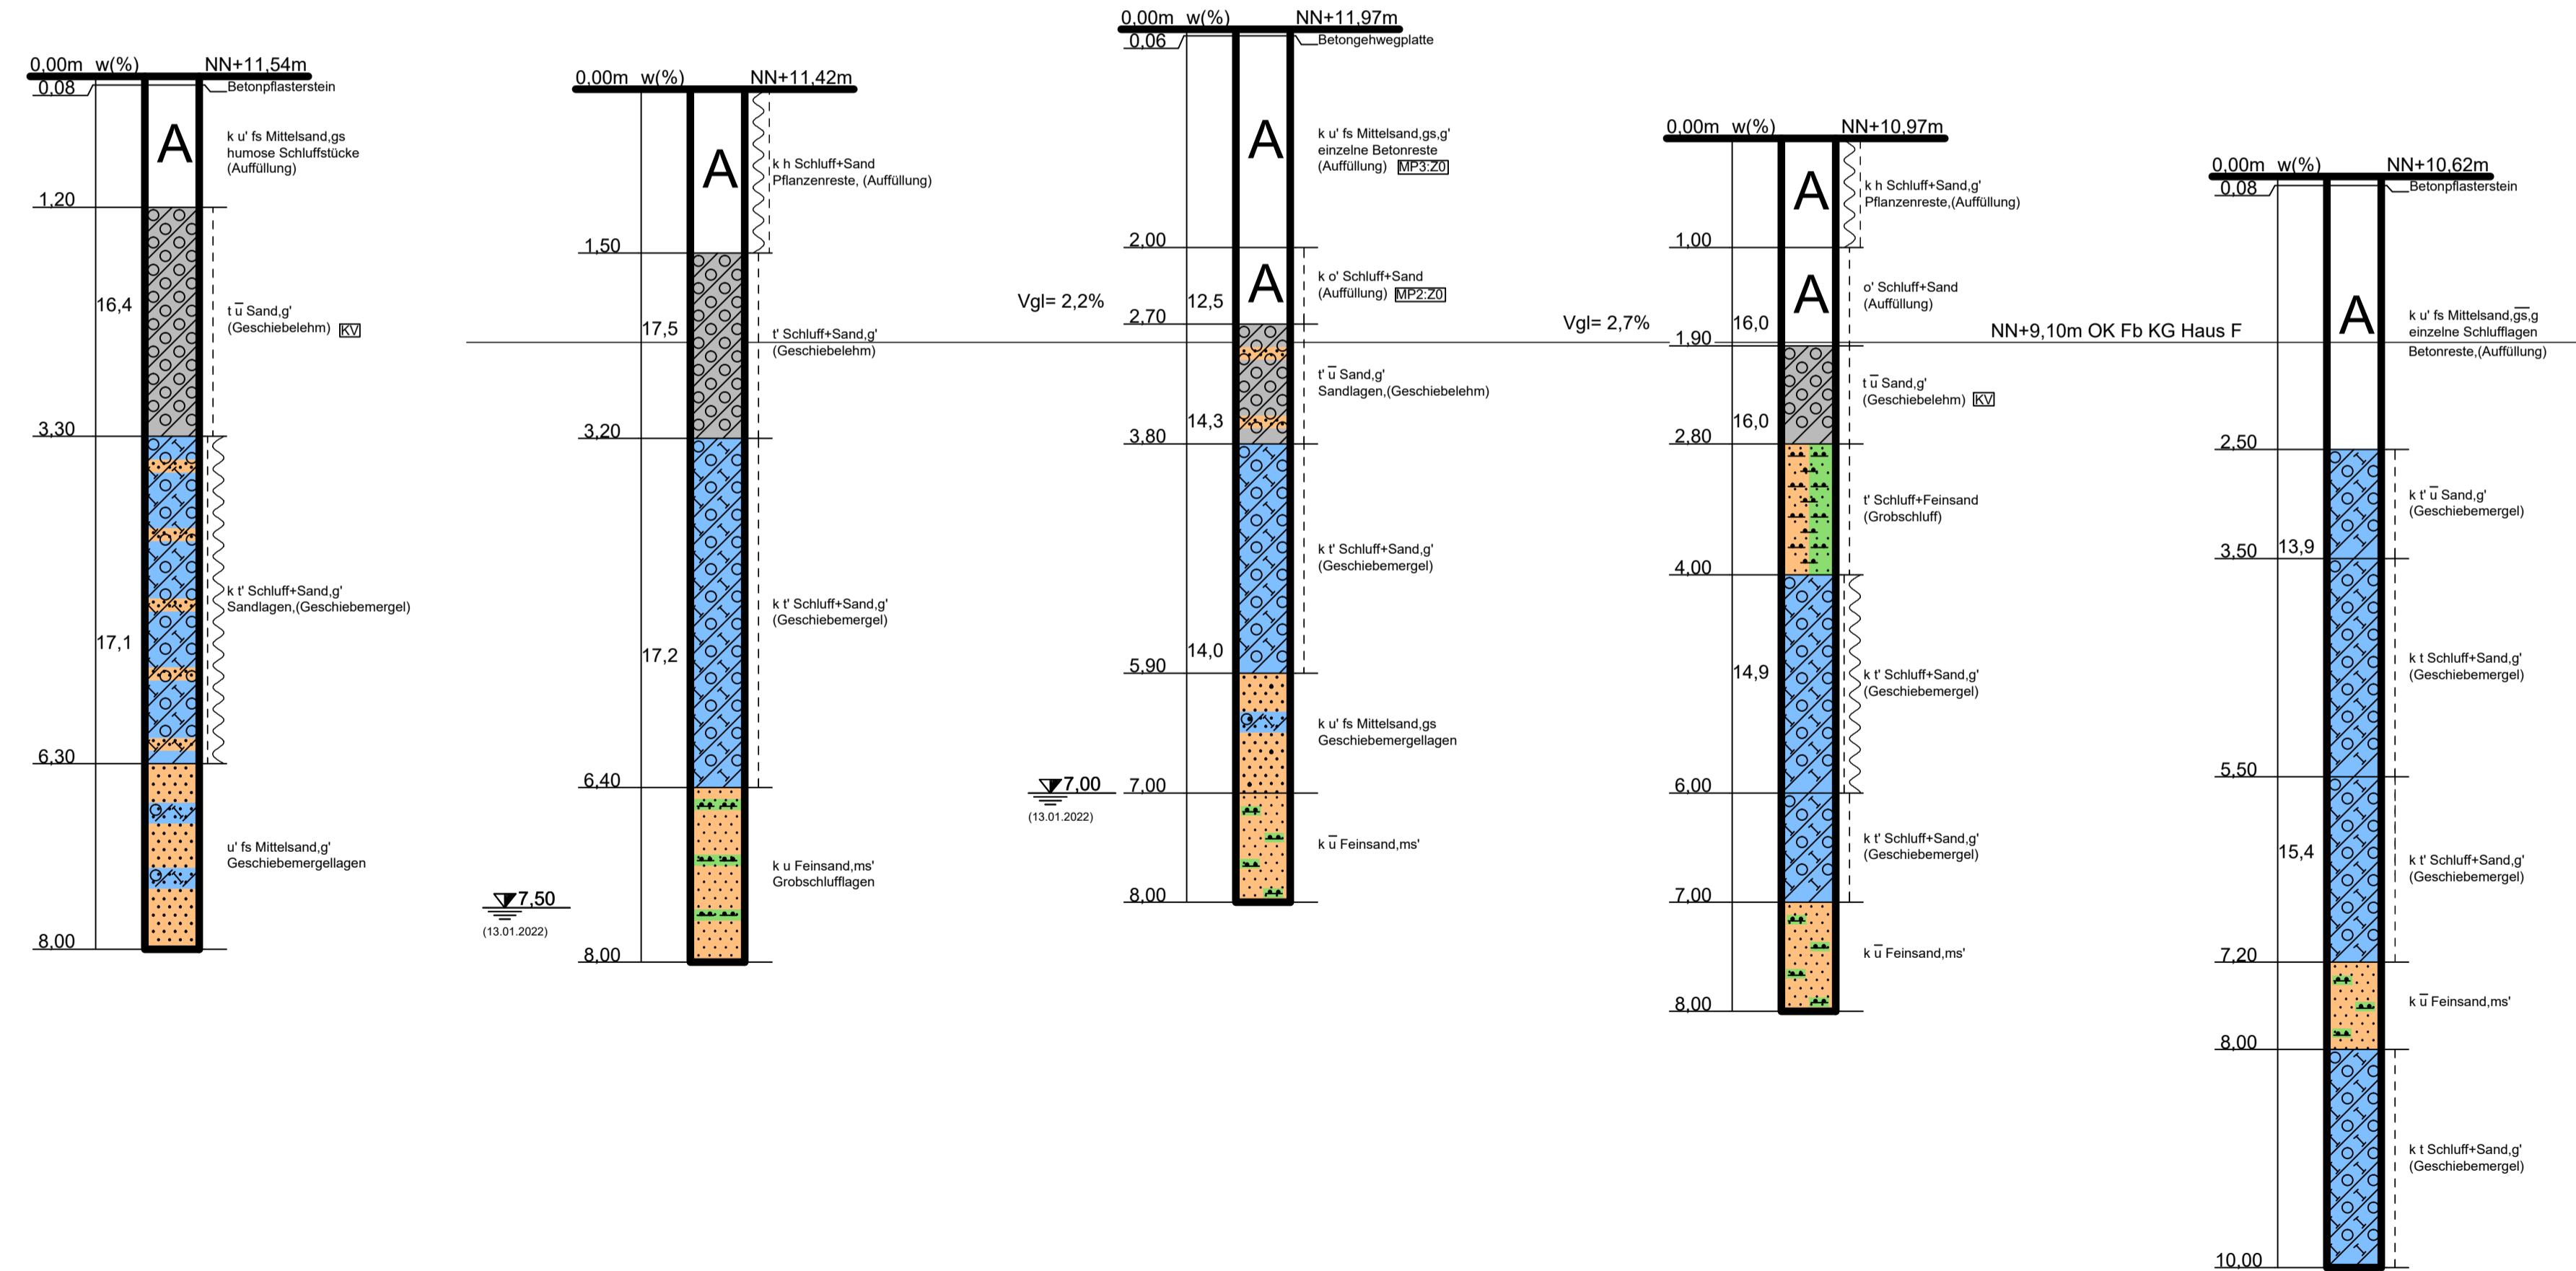 0,00m w(%) NN+11,54m
0,08
Betonpflasterstein
A
k u' fs Mittelsand,gs
humose Schluffstücke
(Auffüllung)
1,20
16,4
t u̅ Sand,g'
(Geschiebelehm) KV
3,30
k t' Schluff+Sand,g'
Sandlagen,(Geschiebemergel)
17,1
6,30
u' fs Mittelsand,g'
Geschiebemergellagen
8,00
0,00m w(%) NN+11,42m
A
k h Schluff+Sand
Pflanzenreste, (Auffüllung)
1,50
17,5
t' Schluff+Sand,g'
(Geschiebelehm)
3,20
k t' Schluff+Sand,g'
(Geschiebemergel)
17,2
6,40
k u Feinsand,ms'
Grobschlufflagen
7,50
(13.01.2022)
8,00
0,00m w(%) NN+11,97m
0,06
Betongehwegplatte
A
k u' fs Mittelsand,gs,g'
einzelne Betonreste
(Auffüllung) MP3:Z0
2,00
A
k o' Schluff+Sand
(Auffüllung) MP2:Z0
Vgl= 2,2%
12,5
2,70
t' u̅ Sand,g'
Sandlagen,(Geschiebelehm)
14,3
3,80
k t' Schluff+Sand,g'
(Geschiebemergel)
14,0
5,90
k u' fs Mittelsand,gs
Geschiebemergellagen
7,00
(13.01.2022)
7,00
k u̅ Feinsand,ms'
8,00
0,00m w(%) NN+10,97m
A
k h Schluff+Sand,g'
Pflanzenreste,(Auffüllung)
1,00
A
o' Schluff+Sand
(Auffüllung)
Vgl= 2,7%
16,0
1,90
NN+9,10m OK Fb KG Haus F
t u̅ Sand,g'
(Geschiebelehm) KV
16,0
2,80
t' Schluff+Feinsand
(Grobschluff)
4,00
14,9
k t' Schluff+Sand,g'
(Geschiebemergel)
6,00
k t' Schluff+Sand,g'
(Geschiebemergel)
7,00
k u̅ Feinsand,ms'
8,00
0,00m w(%) NN+10,62m
0,08
Betonpflasterstein
A
k u' fs Mittelsand,g̅s̅,g
einzelne Schlufflagen
Betonreste,(Auffüllung)
2,50
k t' u̅ Sand,g'
(Geschiebemergel)
3,50
13,9
k t Schluff+Sand,g'
(Geschiebemergel)
5,50
15,4
k t' Schluff+Sand,g'
(Geschiebemergel)
7,20
k u̅ Feinsand,ms'
8,00
k t Schluff+Sand,g'
(Geschiebemergel)
10,00